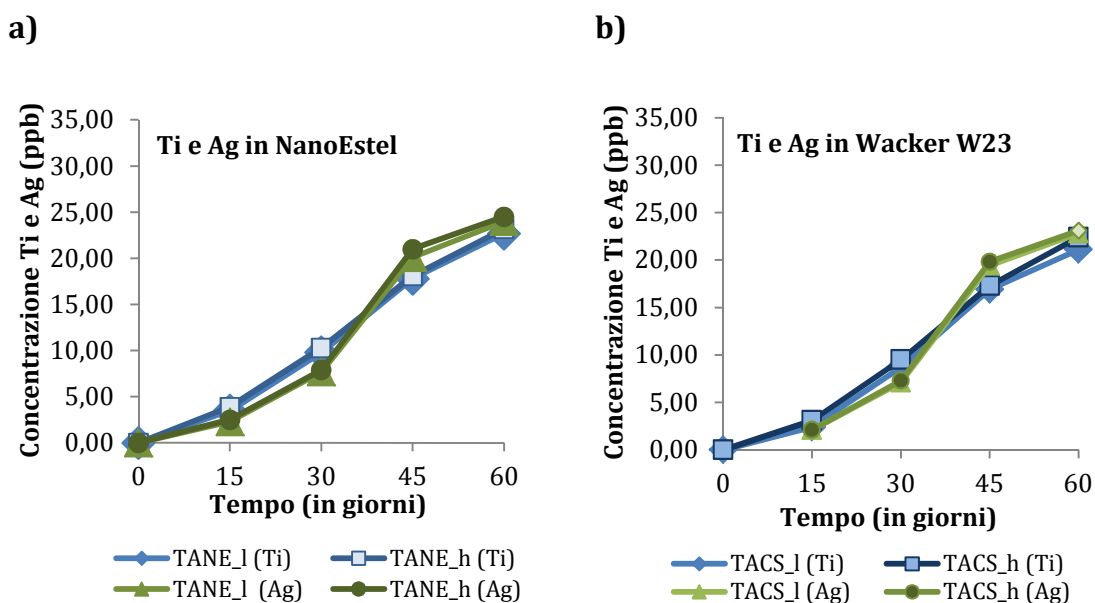 a)
Ti e Ag in NanoEstel
Concentrazione Ti e Ag (ppb)
35,00
30,00
25,00
20,00
15,00
10,00
5,00
0,00
0 15 30 45 60
Tempo (in giorni)
TANE_l (Ti) TANE_h (Ti)
TANE_l (Ag) TANE_h (Ag)
b)
Ti e Ag in Wacker W23
Concentrazione Ti e Ag (ppb)
35,00
30,00
25,00
20,00
15,00
10,00
5,00
0,00
0 15 30 45 60
Tempo (in giorni)
TACS_l (Ti) TACS_h (Ti)
TACS_l (Ag) TACS_h (Ag)